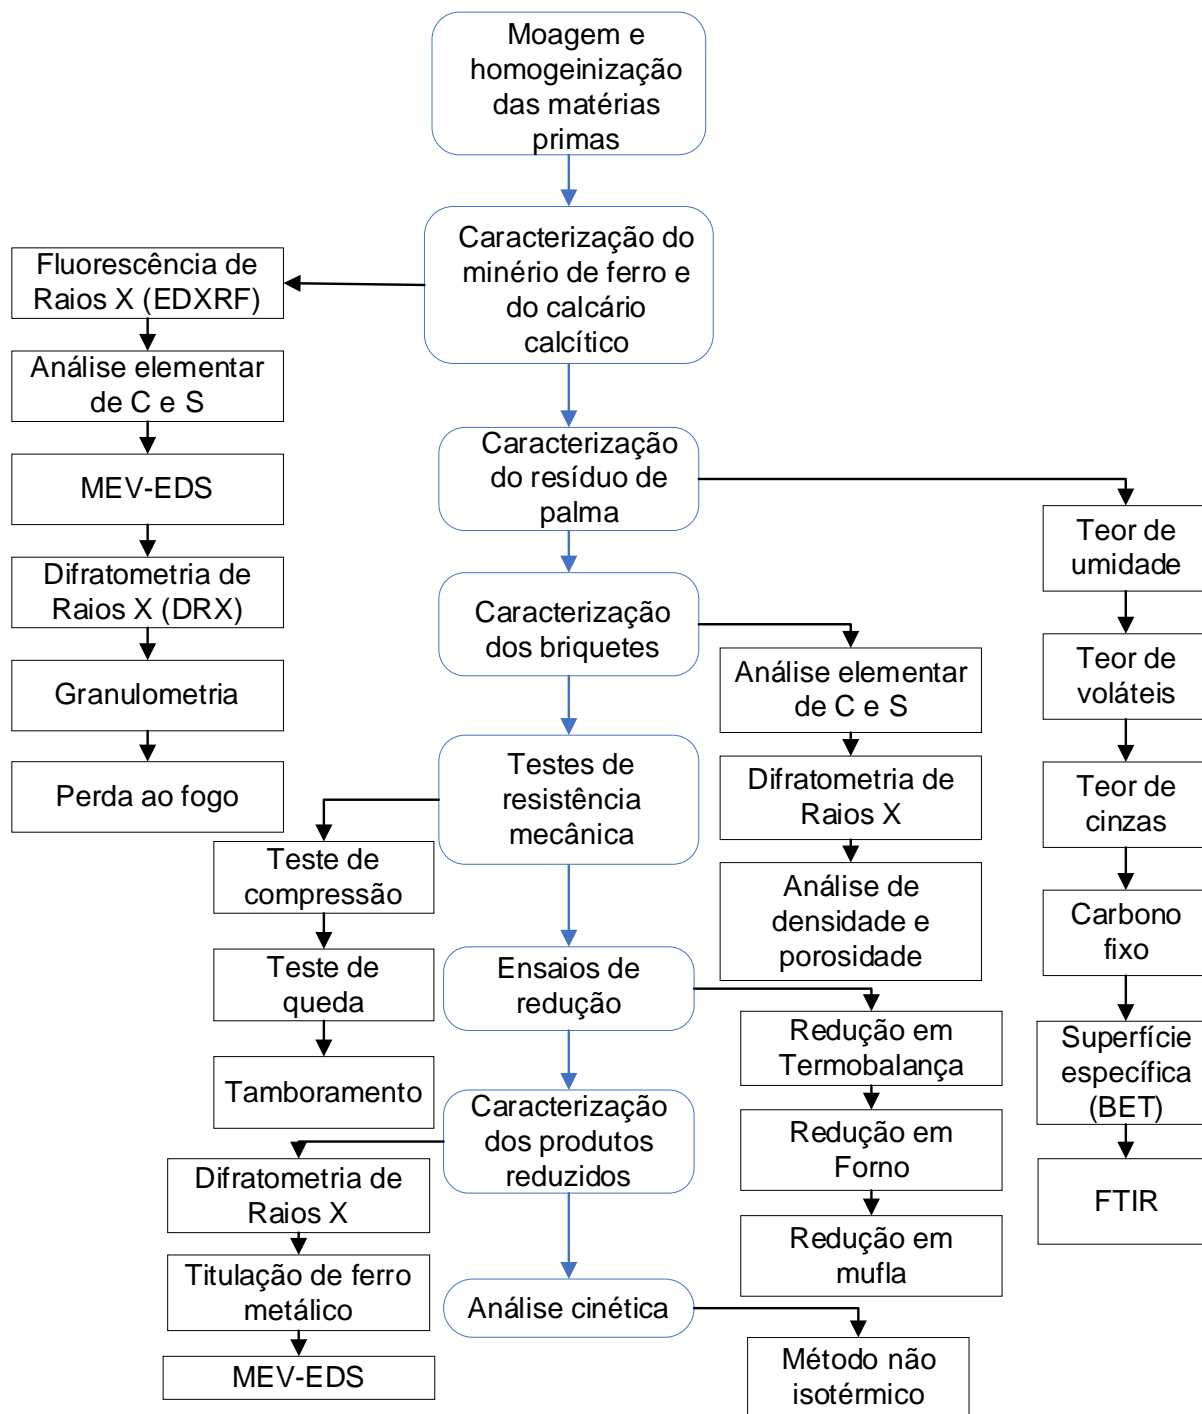 Moagem e
homogeinização
das matérias
primas
Caracterização do
minério de ferro e
do calcário
calcítico
Fluorescência de
Raios X (EDXRF)
Análise elementar
de C e S
MEV-EDS
Difratometria de
Raios X (DRX)
Granulometria
Perda ao fogo
Caracterização
do resíduo de
palma
Teor de
umidade
Teor de
voláteis
Teor de
cinzas
Carbono
fixo
Superfície
específica
(BET)
FTIR
Caracterização
dos briquetes
Análise elementar
de C e S
Difratometria de
Raios X
Análise de
densidade e
porosidade
Testes de
resistência
mecânica
Teste de
compressão
Teste de
queda
Tamboramento
Ensaios de
redução
Redução em
Termobalança
Redução em
Forno
Redução em
mufla
Caracterização
dos produtos
reduzidos
Difratometria de
Raios X
Titulação de ferro
metálico
MEV-EDS
Análise cinética
Método não
isotérmico